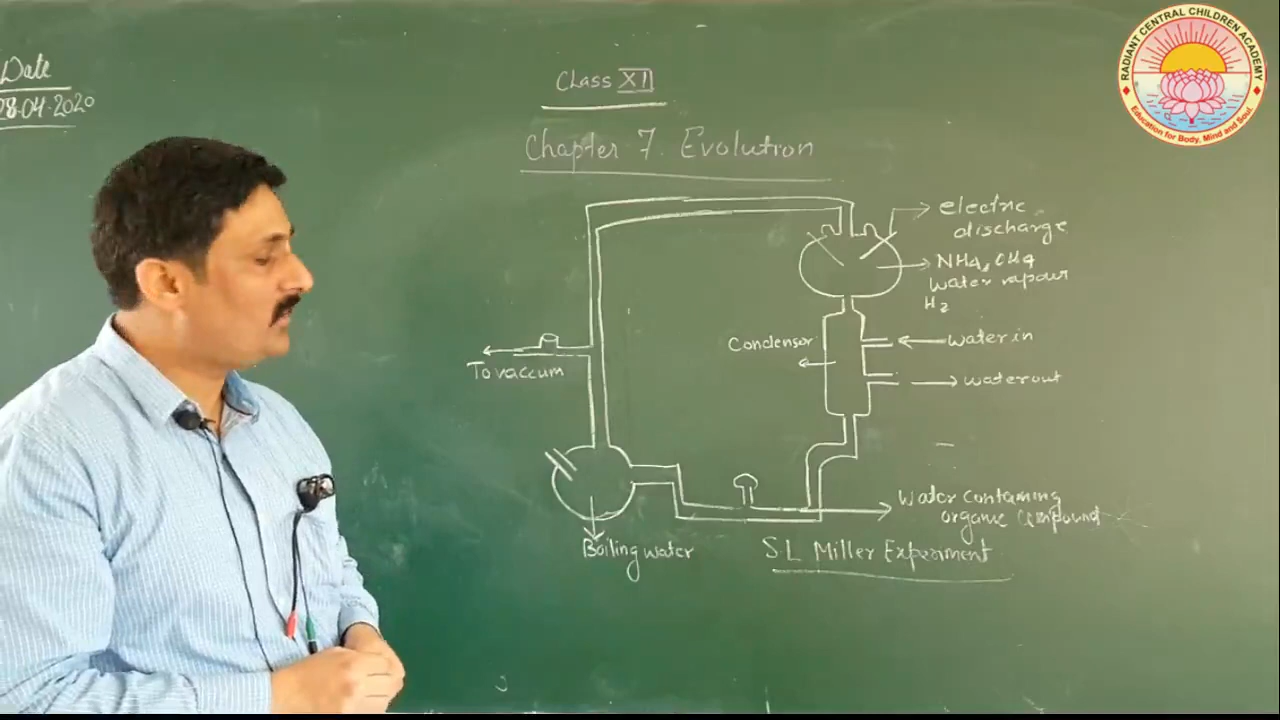 RADIANT CENTRAL CHILDREN ACADEMY
Education for Body, Mind and Soul
Date
28.04.2020
Class XII
Chapter 7. Evolution
electric
discharge
NH4, CH4
Water vapour
H2
Condensor
Water in
Water out
To vaccum
Water containing
organic compound
Boiling water
S L Miller Experiment